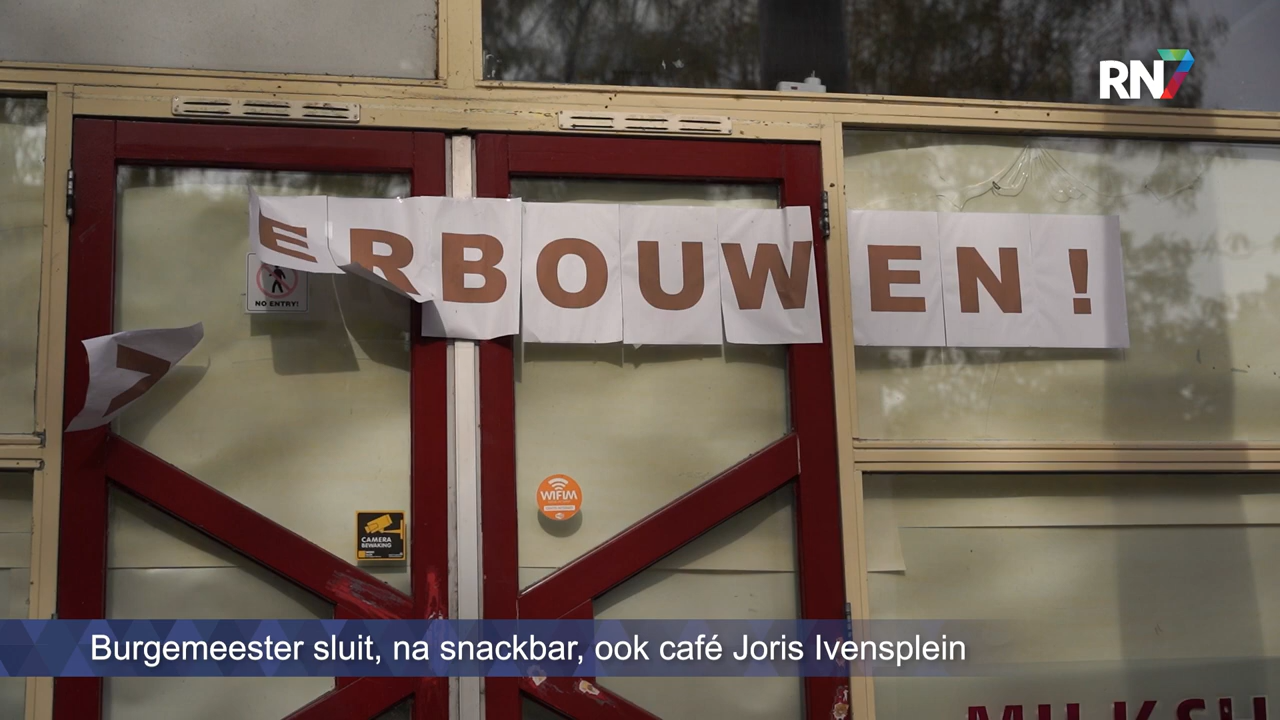 RN7
ERBOUWEN!
V
NO ENTRY!
WIFIM
CAMERA
BEWAKING
Burgemeester sluit, na snackbar, ook café Joris Ivensplein